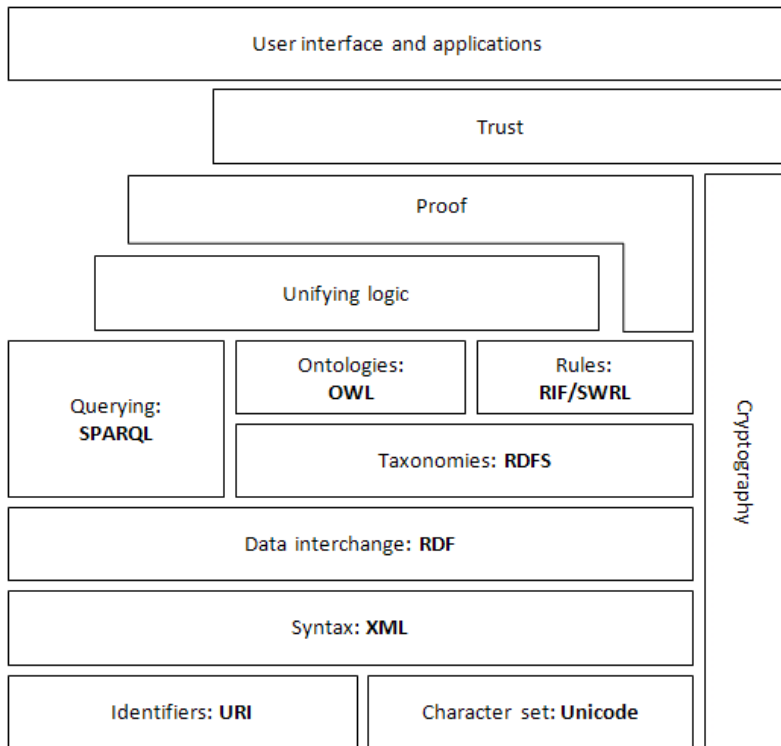 User interface and applications
Trust
Proof
Unifying logic
Querying:
SPARQL
Ontologies:
OWL
Rules:
RIF/SWRL
Taxonomies: RDFS
Cryptography
Data interchange: RDF
Syntax: XML
Identifiers: URI
Character set: Unicode